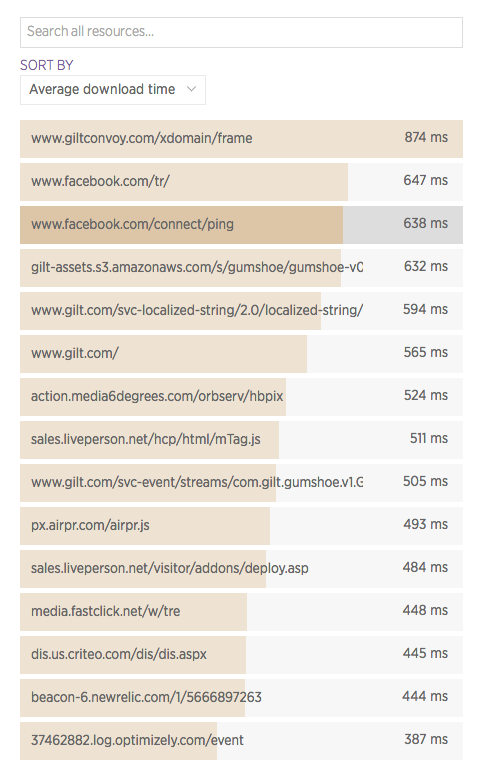 Search all resources...
SORT BY
Average download time
www.giltconvoy.com/xdomain/frame 874 ms
www.facebook.com/tr/ 647 ms
www.facebook.com/connect/ping 638 ms
gilt-assets.s3.amazonaws.com/s/gumshoe/gumshoe-v0 632 ms
www.gilt.com/svc-localized-string/2.0/localized-string/ 594 ms
www.gilt.com/ 565 ms
action.media6degrees.com/orbserv/hbpix 524 ms
sales.liveperson.net/hcp/html/mTag.js 511 ms
www.gilt.com/svc-event/streams/com.gilt.gumshoe.v1.G 505 ms
px.airpr.com/airpr.js 493 ms
sales.liveperson.net/visitor/addons/deploy.asp 484 ms
media.fastclick.net/w/tre 448 ms
dis.us.criteo.com/dis/dis.aspx 445 ms
beacon-6.newrelic.com/1/5666897263 444 ms
37462882.log.optimizely.com/event 387 ms